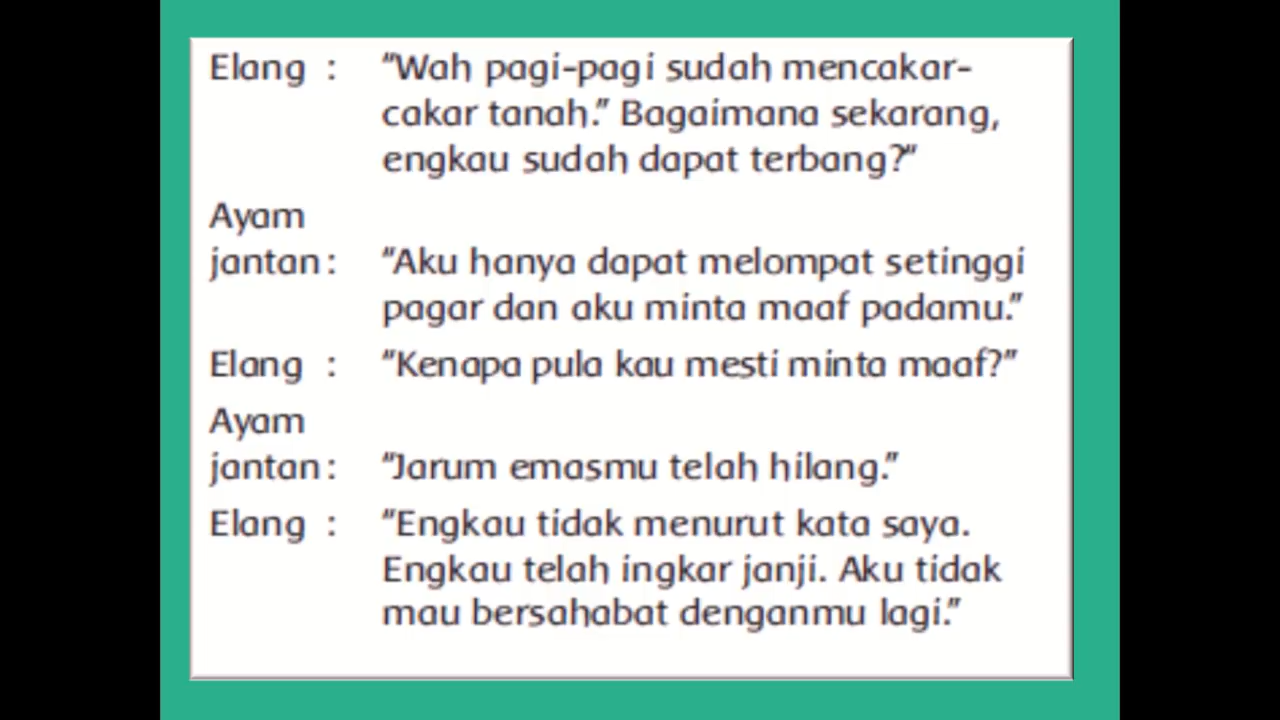 Elang : "Wah pagi-pagi sudah mencakar-
cakar tanah." Bagaimana sekarang,
engkau sudah dapat terbang?"
Ayam
jantan : "Aku hanya dapat melompat setinggi
pagar dan aku minta maaf padamu."
Elang : "Kenapa pula kau mesti minta maaf?"
Ayam
jantan : "Jarum emasmu telah hilang."
Elang : "Engkau tidak menurut kata saya.
Engkau telah ingkar janji. Aku tidak
mau bersahabat denganmu lagi."